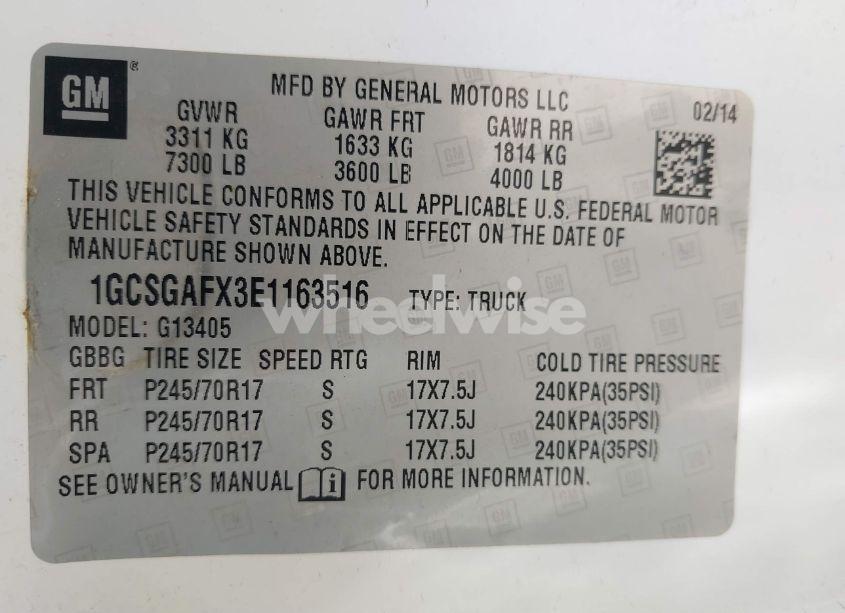 GM ®
MFD BY GENERAL MOTORS LLC
GVWR GAWR FRT GAWR RR 02/14
3311 KG 1633 KG 1814 KG
7300 LB 3600 LB 4000 LB
THIS VEHICLE CONFORMS TO ALL APPLICABLE U.S. FEDERAL MOTOR
VEHICLE SAFETY STANDARDS IN EFFECT ON THE DATE OF
MANUFACTURE SHOWN ABOVE.
1GCSGAFX3E1163516 TYPE: TRUCK
wheelwise
MODEL: G13405
GBBG TIRE SIZE SPEED RTG RIM COLD TIRE PRESSURE
FRT P245/70R17 S 17X7.5J 240KPA(35PSI)
RR P245/70R17 S 17X7.5J 240KPA(35PSI)
SPA P245/70R17 S 17X7.5J 240KPA(35PSI)
SEE OWNER'S MANUAL i FOR MORE INFORMATION.